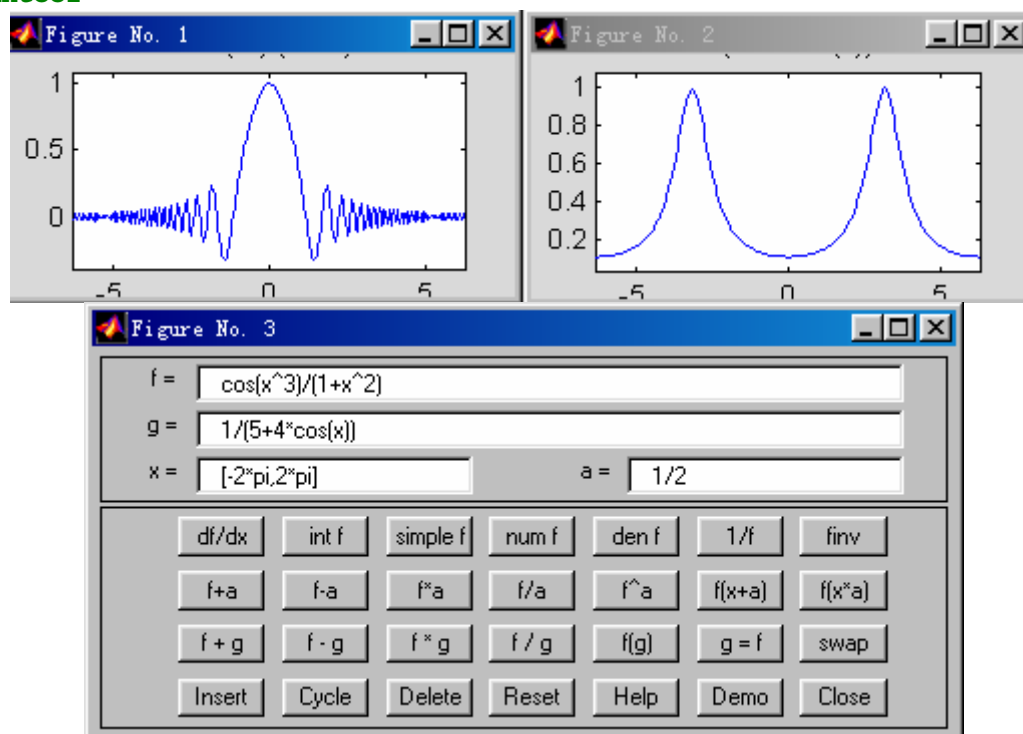 Figure No. 1
1
0.5
0
-5 0 5
Figure No. 2
1
0.8
0.6
0.4
0.2
-5 0 5
Figure No. 3
f = cos(x^3)/(1+x^2)
g = 1/(5+4*cos(x))
x = [-2*pi,2*pi] a = 1/2
df/dx int f simple f num f den f 1/f finv
f+a f-a f*a f/a f^a f(x+a) f(x*a)
f + g f - g f * g f / g f(g) g = f swap
Insert Cycle Delete Reset Help Demo Close